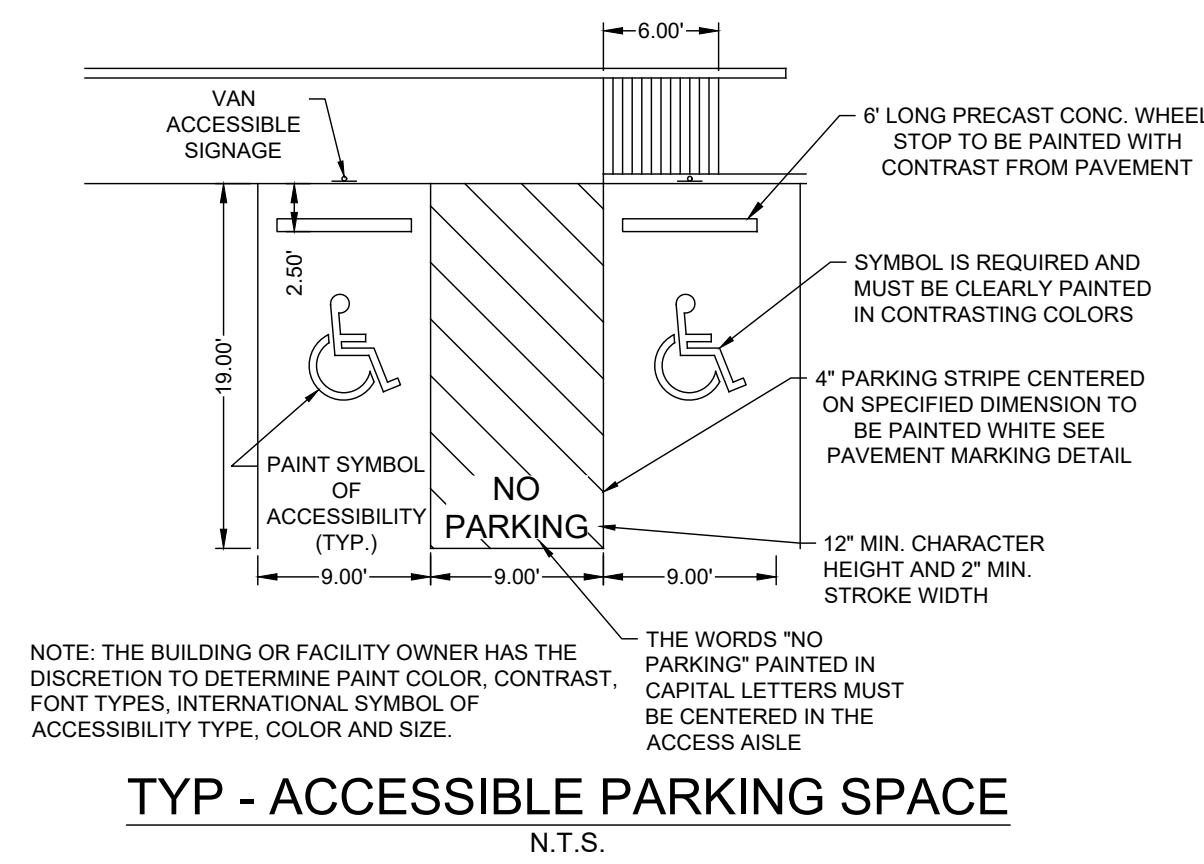 6.00'
VAN
ACCESSIBLE
SIGNAGE
6' LONG PRECAST CONC. WHEEL
STOP TO BE PAINTED WITH
CONTRAST FROM PAVEMENT
2.50'
SYMBOL IS REQUIRED AND
MUST BE CLEARLY PAINTED
IN CONTRASTING COLORS
19.00'
4" PARKING STRIPE CENTERED
ON SPECIFIED DIMENSION TO
BE PAINTED WHITE SEE
PAVEMENT MARKING DETAIL
PAINT SYMBOL
OF
ACCESSIBILITY
(TYP.)
NO
PARKING
12" MIN. CHARACTER
HEIGHT AND 2" MIN.
STROKE WIDTH
9.00'
9.00'
9.00'
NOTE: THE BUILDING OR FACILITY OWNER HAS THE
DISCRETION TO DETERMINE PAINT COLOR, CONTRAST,
FONT TYPES, INTERNATIONAL SYMBOL OF
ACCESSIBILITY TYPE, COLOR AND SIZE.
THE WORDS "NO
PARKING" PAINTED IN
CAPITAL LETTERS MUST
BE CENTERED IN THE
ACCESS AISLE
TYP - ACCESSIBLE PARKING SPACE
N.T.S.